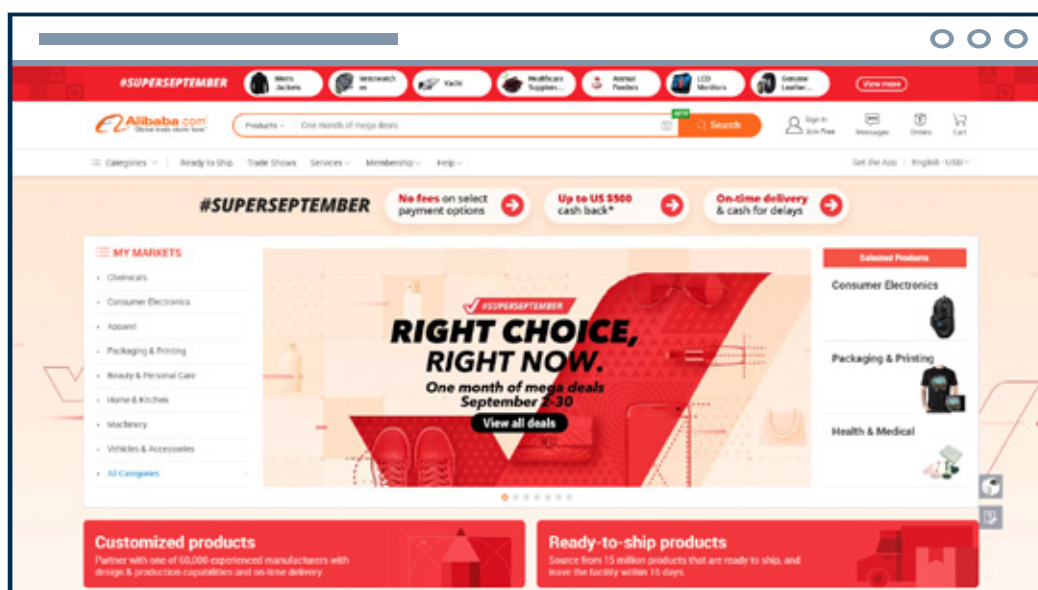 #SUPERSEPTEMBER
Men's
Jackets
Wristwatch
es
Yacht
Healthcare
Supplies...
Animal
Feeders
LCD
Monitors
Genuine
Leather...
View more
Alibaba.com
Global trade starts here
Products
One month of mega deals
NEW
Search
Sign In
Join Free
Messages
Orders
Cart
Categories
Ready to Ship
Trade Shows
Services
Membership
Help
Get the App
English - USD
#SUPERSEPTEMBER
No fees on select
payment options
Up to US $500
cash back*
On-time delivery
& cash for delays
MY MARKETS
Chemicals
Consumer Electronics
Apparel
Packaging & Printing
Beauty & Personal Care
Home & Kitchen
Machinery
Vehicles & Accessories
All Categories
#SUPERSEPTEMBER
RIGHT CHOICE,
RIGHT NOW.
One month of mega deals
September 2-30
View all deals
Selected Products
Consumer Electronics
Packaging & Printing
Health & Medical
Customized products
Partner with one of 60,000 experienced manufacturers with
design & production capabilities and on-time delivery
Ready-to-ship products
Source from 15 million products that are ready to ship, and
leave the facility within 15 days